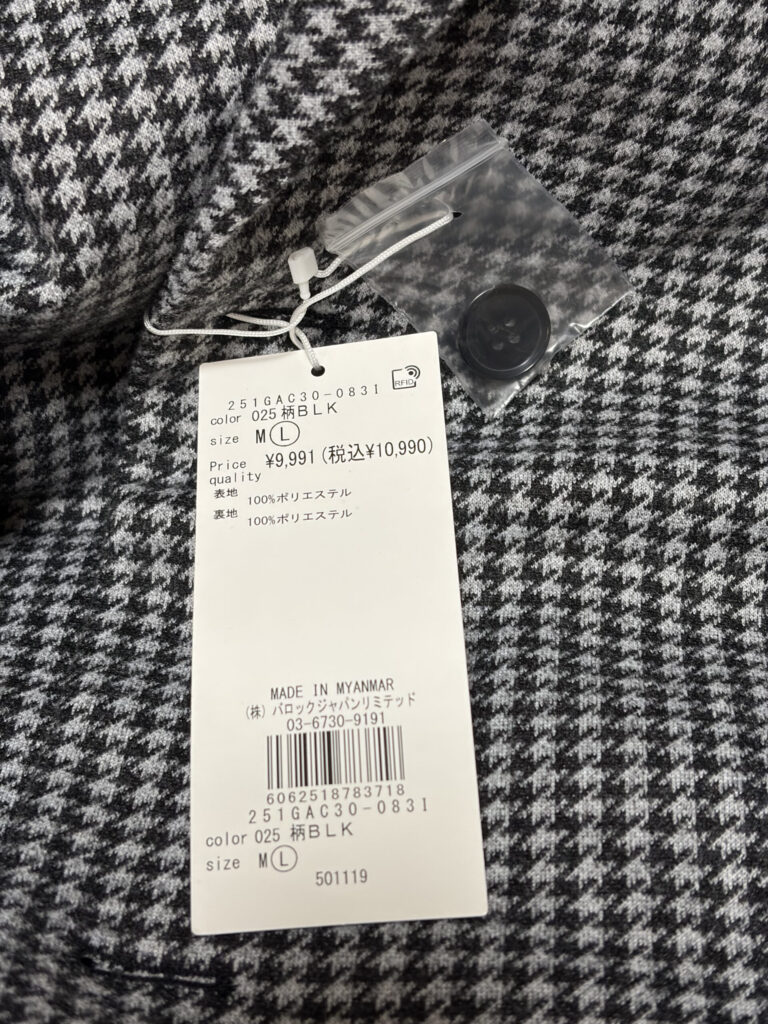 251GAC30-0831
RFID
color 025 柄BLK
size M L
Price ¥9,991 (税込¥10,990)
quality
表地 100%ポリエステル
裏地 100%ポリエステル
MADE IN MYANMAR
(株) バロックジャパンリミテッド
03-6730-9191
6062518783718
251GAC30-0831
color 025 柄BLK
size M L
501119